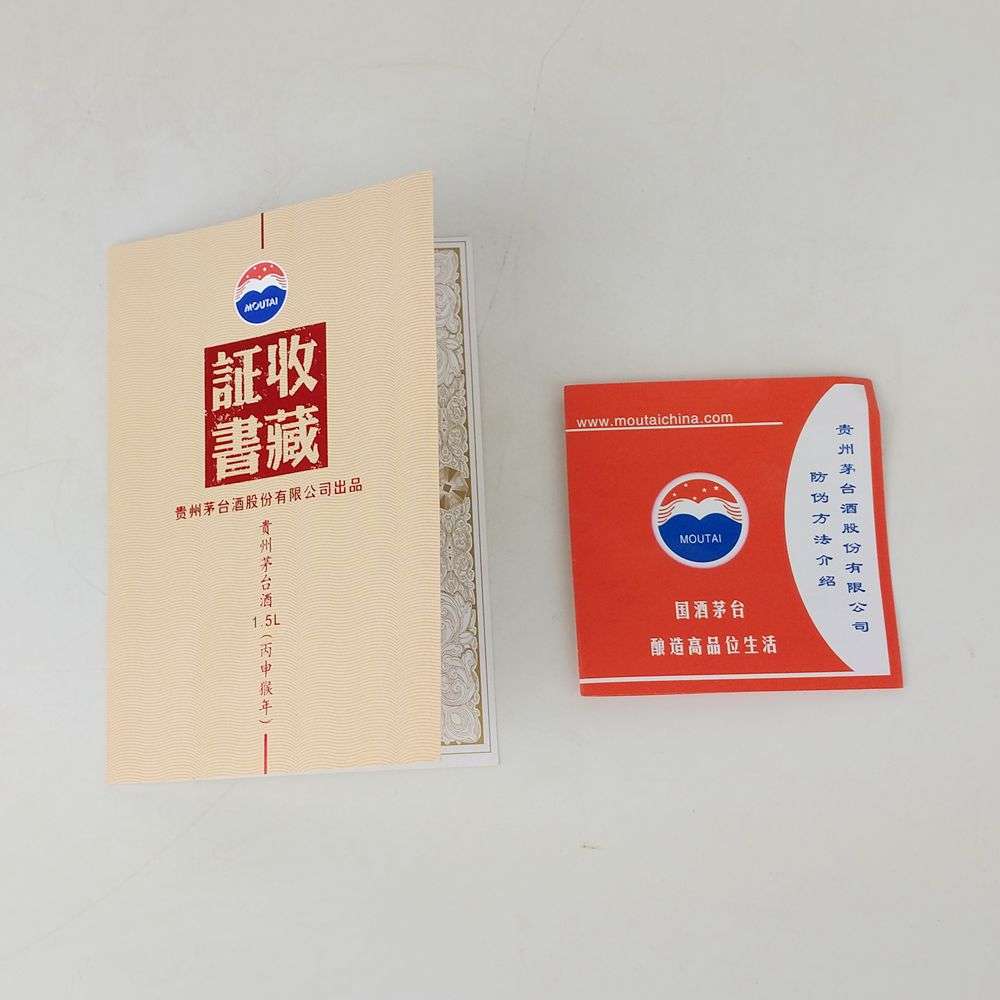 MOUTAI
收藏
証書
贵州茅台酒股份有限公司出品
贵州茅台酒
1.5L
（丙申猴年）
www.moutaichina.com
MOUTAI
国酒茅台
酿造高品位生活
贵州茅台酒股份有限公司
防伪方法介绍